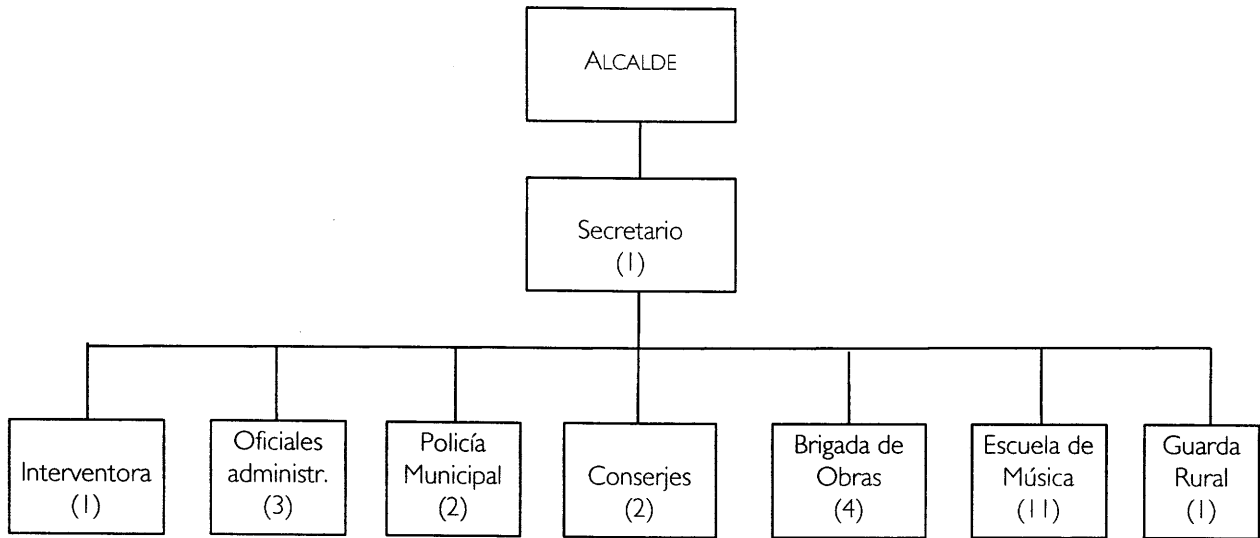 ALCALDE
Secretario
(1)
Interventora
(1)
Oficiales
administr.
(3)
Policía
Municipal
(2)
Conserjes
(2)
Brigada de
Obras
(4)
Escuela de
Música
(11)
Guarda
Rural
(1)